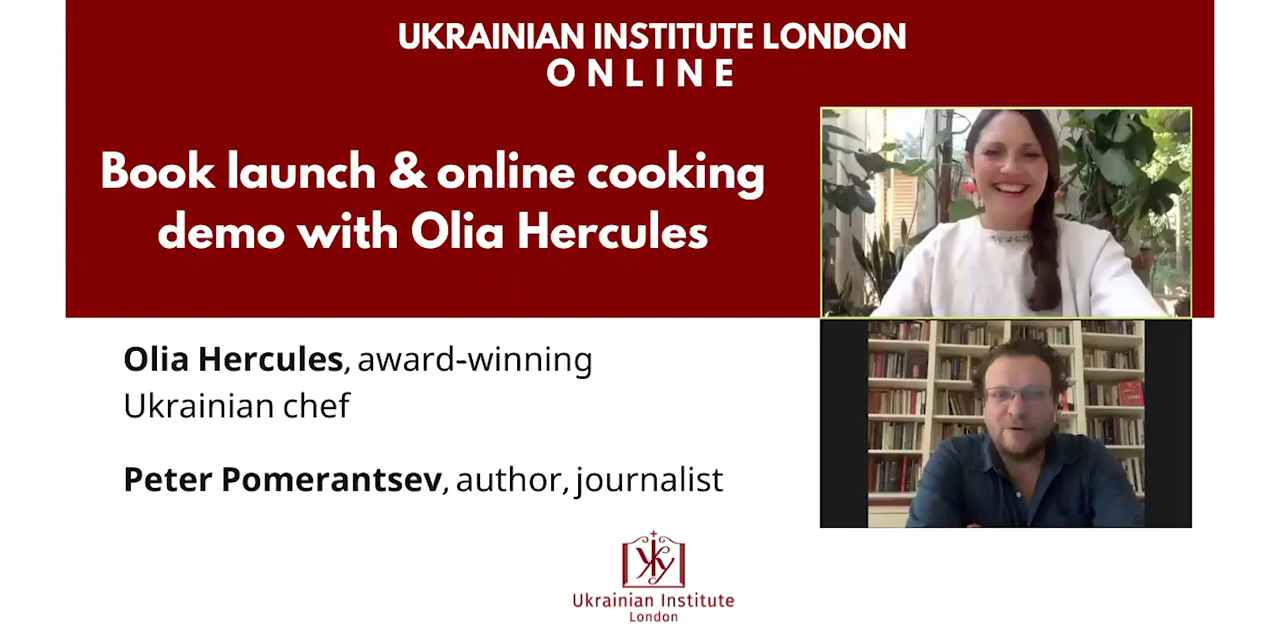 UKRAINIAN INSTITUTE LONDON
ONLINE
Book launch & online cooking
demo with Olia Hercules
Olia Hercules, award-winning
Ukrainian chef
Peter Pomerantsev, author, journalist
Ukrainian Institute
London